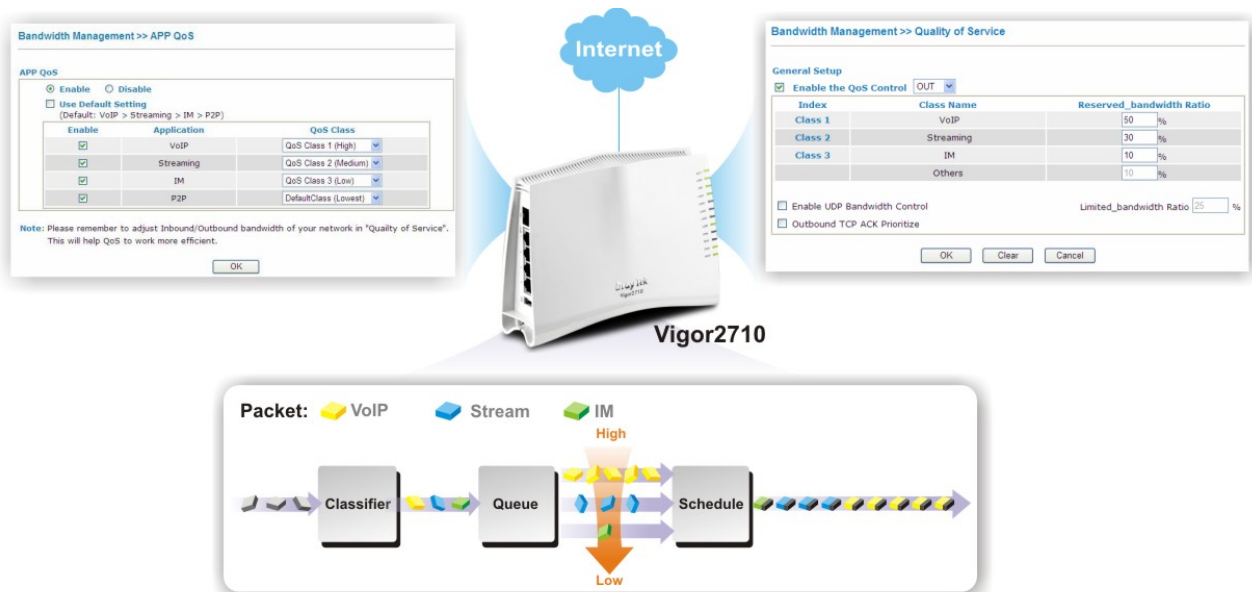 Bandwidth Management >> APP QoS
APP QoS
Enable Disable
Use Default Setting
(Default: VoIP > Streaming > IM > P2P)
Enable Application QoS Class
VoIP QoS Class 1 (High)
Streaming QoS Class 2 (Medium)
IM QoS Class 3 (Low)
P2P DefaultClass (Lowest)
Note: Please remember to adjust Inbound/Outbound bandwidth of your network in "Quailty of Service".
This will help QoS to work more efficient.
OK
Internet
Bandwidth Management >> Quality of Service
General Setup
Enable the QoS Control OUT
Index Class Name Reserved_bandwidth Ratio
Class 1 VoIP 50 %
Class 2 Streaming 30 %
Class 3 IM 10 %
Others 10 %
Enable UDP Bandwidth Control Limited_bandwidth Ratio 25 %
Outbound TCP ACK Prioritize
OK Clear Cancel
DrayTek
Vigor2710
Vigor2710
Packet: VoIP Stream IM
High
Classifier Queue Schedule
Low